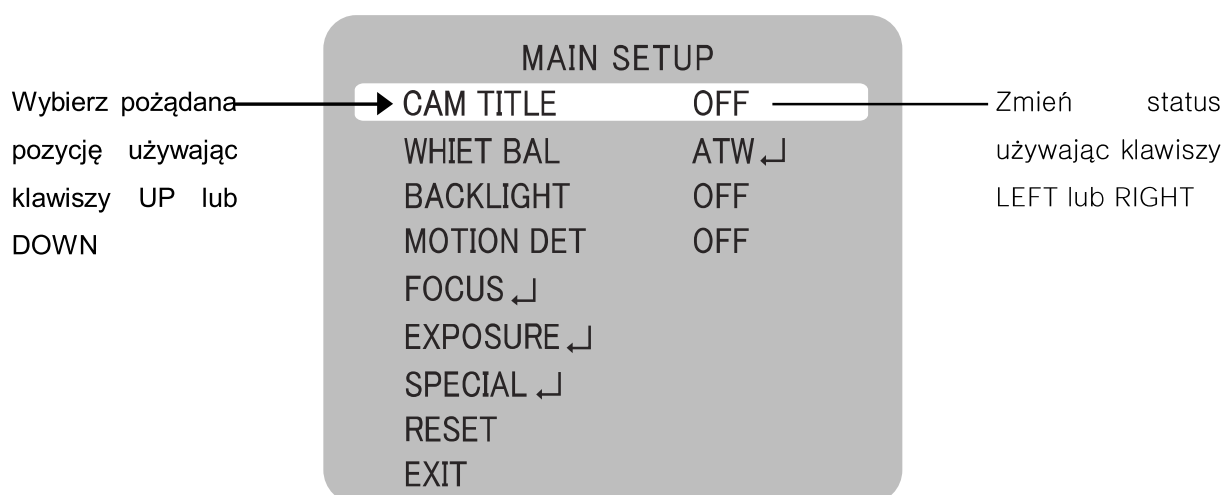 MAIN SETUP
Wybierz pożądana
pozycję używając
klawiszy UP lub
DOWN
CAM TITLE OFF
WHIET BAL ATW↵
BACKLIGHT OFF
MOTION DET OFF
FOCUS↵
EXPOSURE↵
SPECIAL↵
RESET
EXIT
Zmień status
używając klawiszy
LEFT lub RIGHT